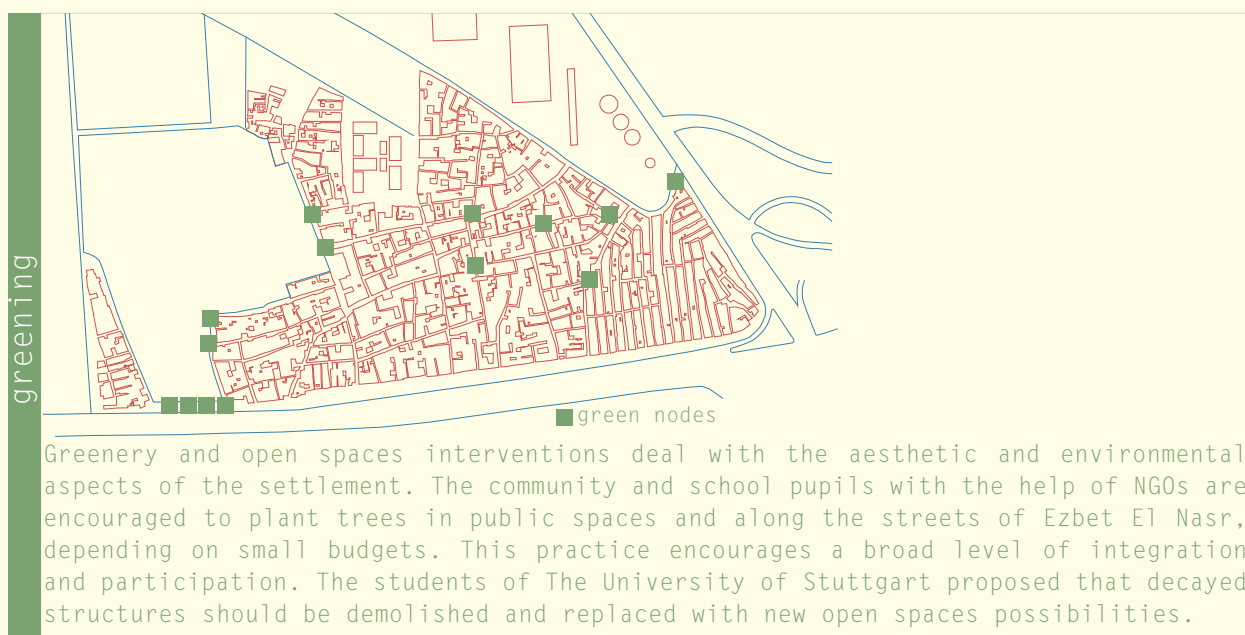 greening
green nodes
Greenery and open spaces interventions deal with the aesthetic and environmental
aspects of the settlement. The community and school pupils with the help of NGOs are
encouraged to plant trees in public spaces and along the streets of Ezbet El Nasr,
depending on small budgets. This practice encourages a broad level of integration
and participation. The students of The University of Stuttgart proposed that decayed
structures should be demolished and replaced with new open spaces possibilities.